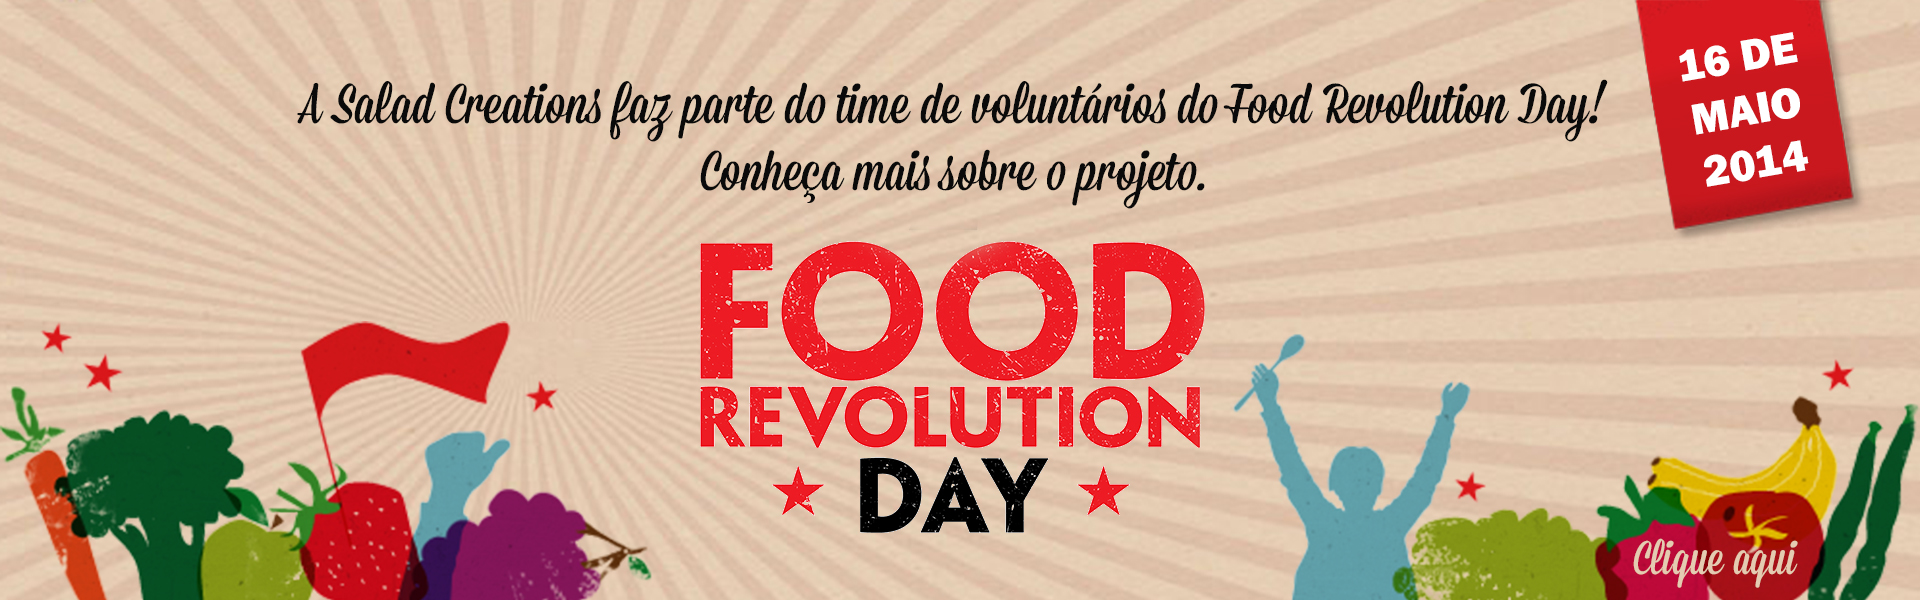 A Salad Creations faz parte do time de voluntários do Food Revolution Day!
Conheça mais sobre o projeto.
16 DE
MAIO
2014
FOOD
REVOLUTION
DAY
Clique aqui